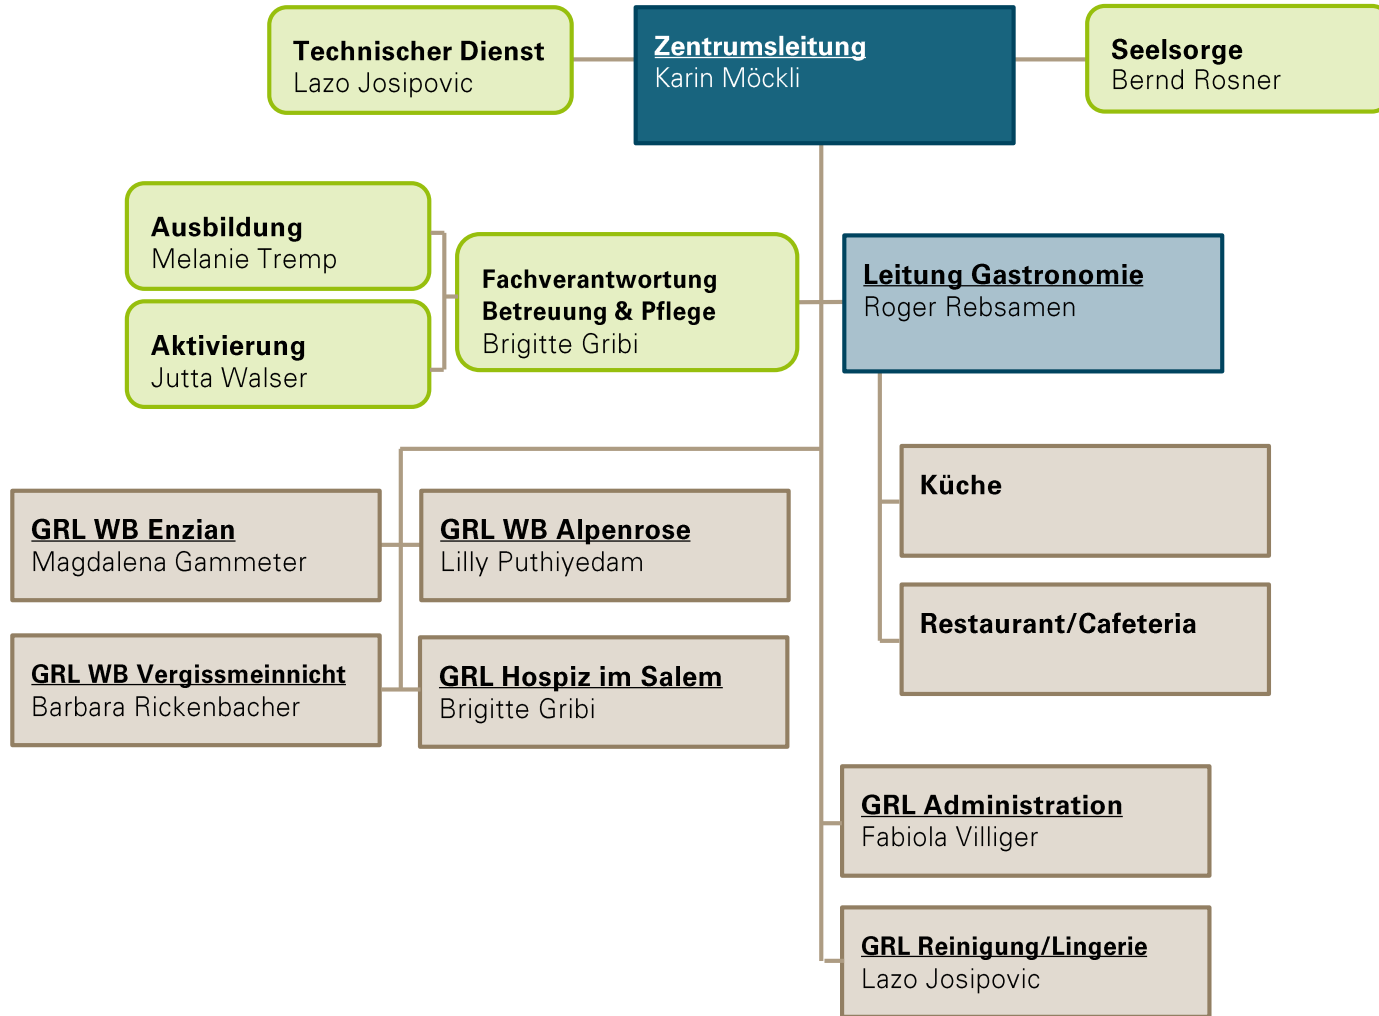 Technischer Dienst
Lazo Josipovic
Zentrumsleitung
Karin Möckli
Seelsorge
Bernd Rosner
Ausbildung
Melanie Tremp
Aktivierung
Jutta Walser
Fachverantwortung
Betreuung & Pflege
Brigitte Gribi
Leitung Gastronomie
Roger Rebsamen
Küche
Restaurant/Cafeteria
GRL WB Enzian
Magdalena Gammeter
GRL WB Alpenrose
Lilly Puthiyedam
GRL WB Vergissmeinnicht
Barbara Rickenbacher
GRL Hospiz im Salem
Brigitte Gribi
GRL Administration
Fabiola Villiger
GRL Reinigung/Lingerie
Lazo Josipovic